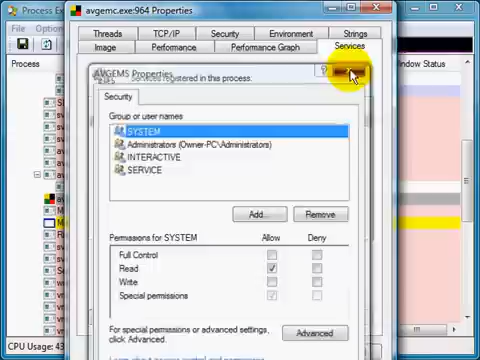 Process Ex
avgemc.exe:964 Properties
File
Option
Threads TCP/IP Security Environment Strings
Image Performance Performance Graph Services
Process
Window Status
AVGEMS Properties
Services registered in this process:
Security
Group or user names
SYSTEM
Administrators (Owner-PC\Administrators)
INTERACTIVE
SERVICE
Add...
Remove
Permissions for SYSTEM
Allow
Deny
Full Control
Read
Write
Special permissions
For special permissions or advanced settings,
click Advanced.
Advanced
CPU Usage: 43